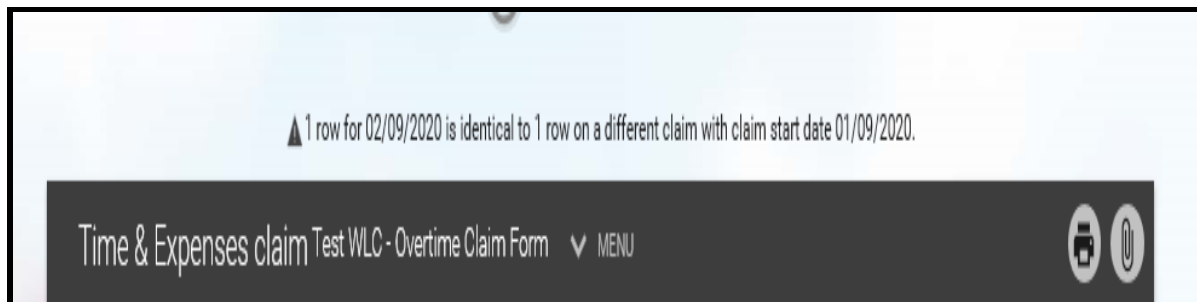 1 row for 02/09/2020 is identical to 1 row on a different claim with claim start date 01/09/2020.
Time & Expenses claim Test WLC - Overtime Claim Form MENU